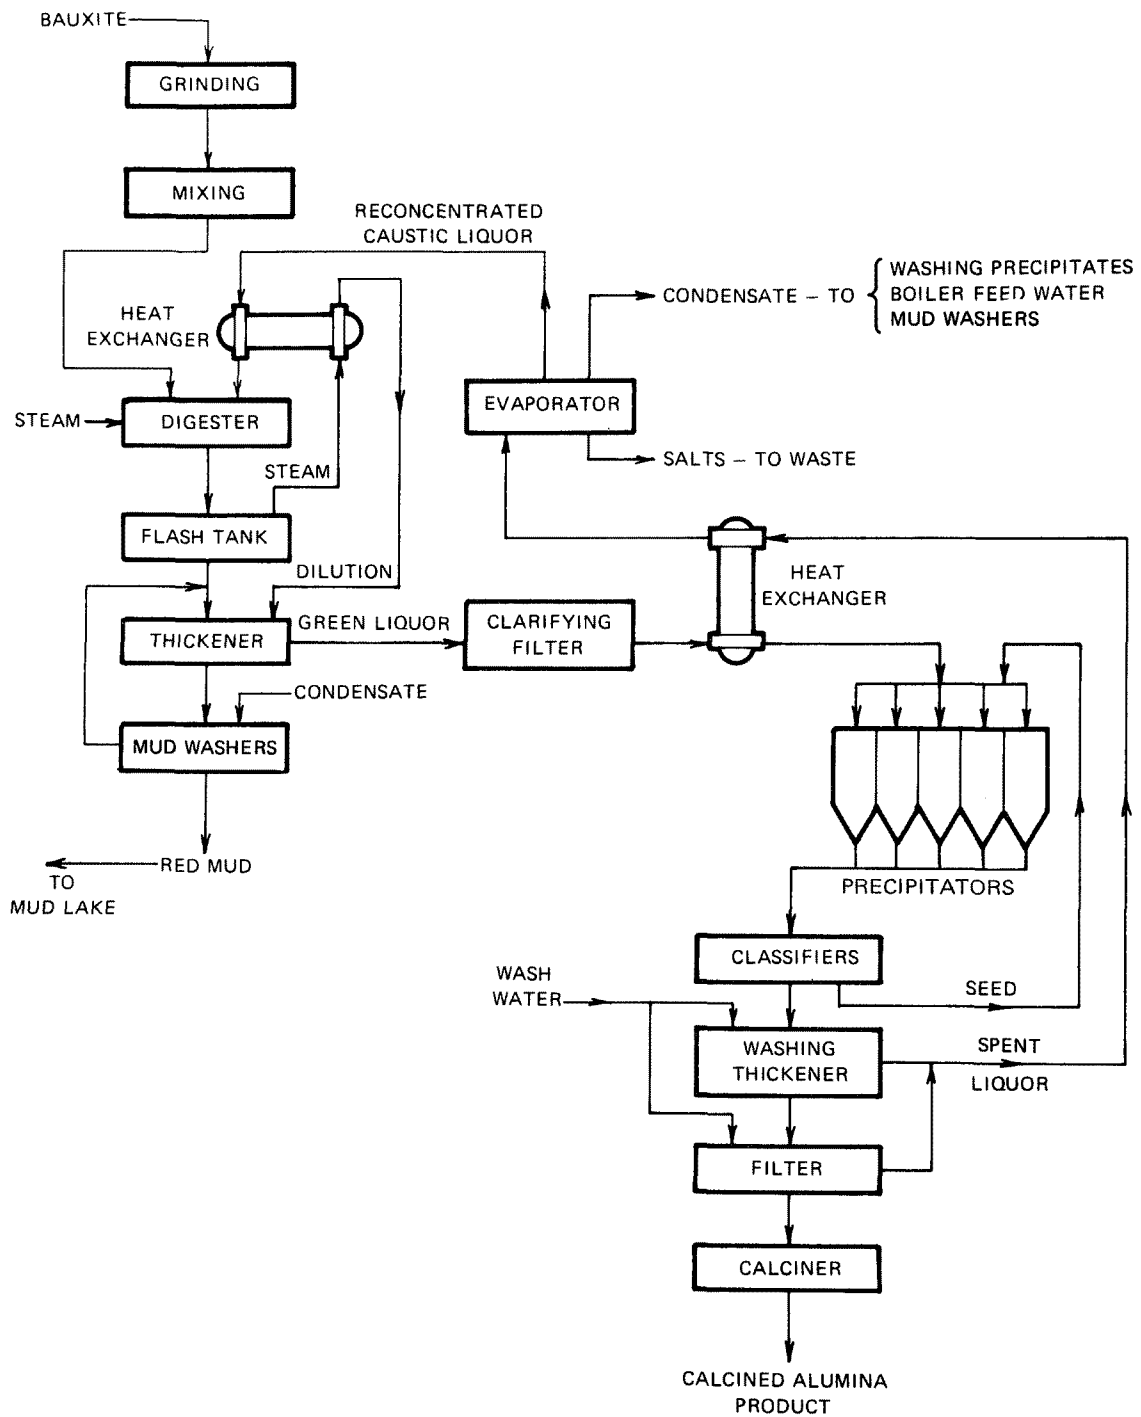 BAUXITE
GRINDING
MIXING
RECONCENTRATED
CAUSTIC LIQUOR
HEAT
EXCHANGER
CONDENSATE – TO
WASHING PRECIPITATES
BOILER FEED WATER
MUD WASHERS
EVAPORATOR
STEAM
DIGESTER
SALTS – TO WASTE
STEAM
FLASH TANK
DILUTION
HEAT
EXCHANGER
THICKENER
GREEN LIQUOR
CLARIFYING
FILTER
CONDENSATE
MUD WASHERS
RED MUD
TO
MUD LAKE
PRECIPITATORS
CLASSIFIERS
WASH
WATER
SEED
WASHING
THICKENER
SPENT
LIQUOR
FILTER
CALCINER
CALCINED ALUMINA
PRODUCT